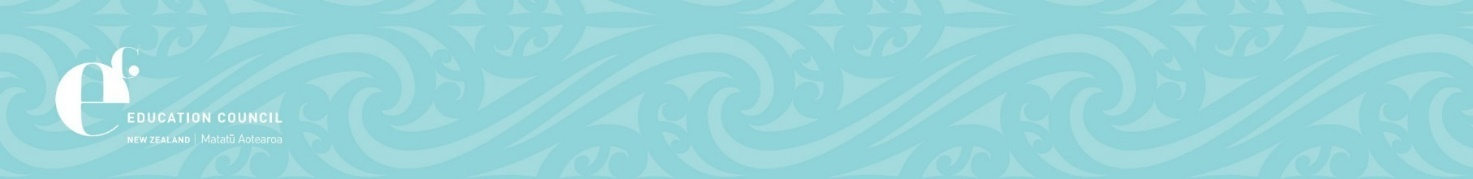 EDUCATION COUNCIL
NEW ZEALAND | Matatū Aotearoa